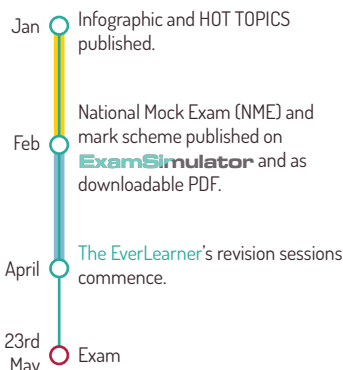 Jan
Infographic and HOT TOPICS
published.
Feb
National Mock Exam (NME) and
mark scheme published on
ExamSimulator and as
downloadable PDF.
April
The EverLearner's revision sessions
commence.
23rd
May
Exam